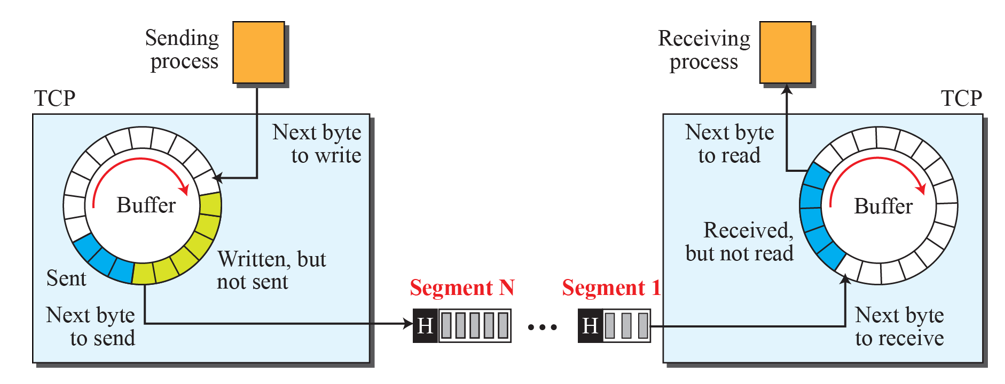 Sending
process
Receiving
process
TCP
TCP
Next byte
to write
Next byte
to read
Buffer
Buffer
Written, but
not sent
Received,
but not read
Sent
Segment N
Segment 1
Next byte
to send
H
...
H
Next byte
to receive